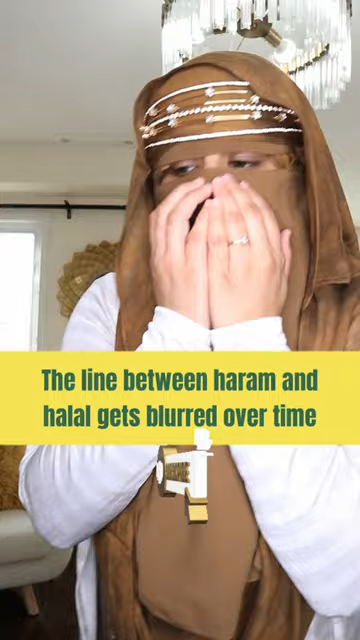 The line between haram and
halal gets blurred over time